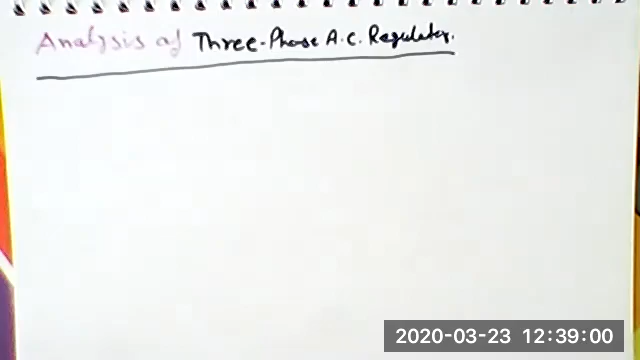 Analysis of Three-Phase A.C. Regulator.
2020-03-23 12:39:00